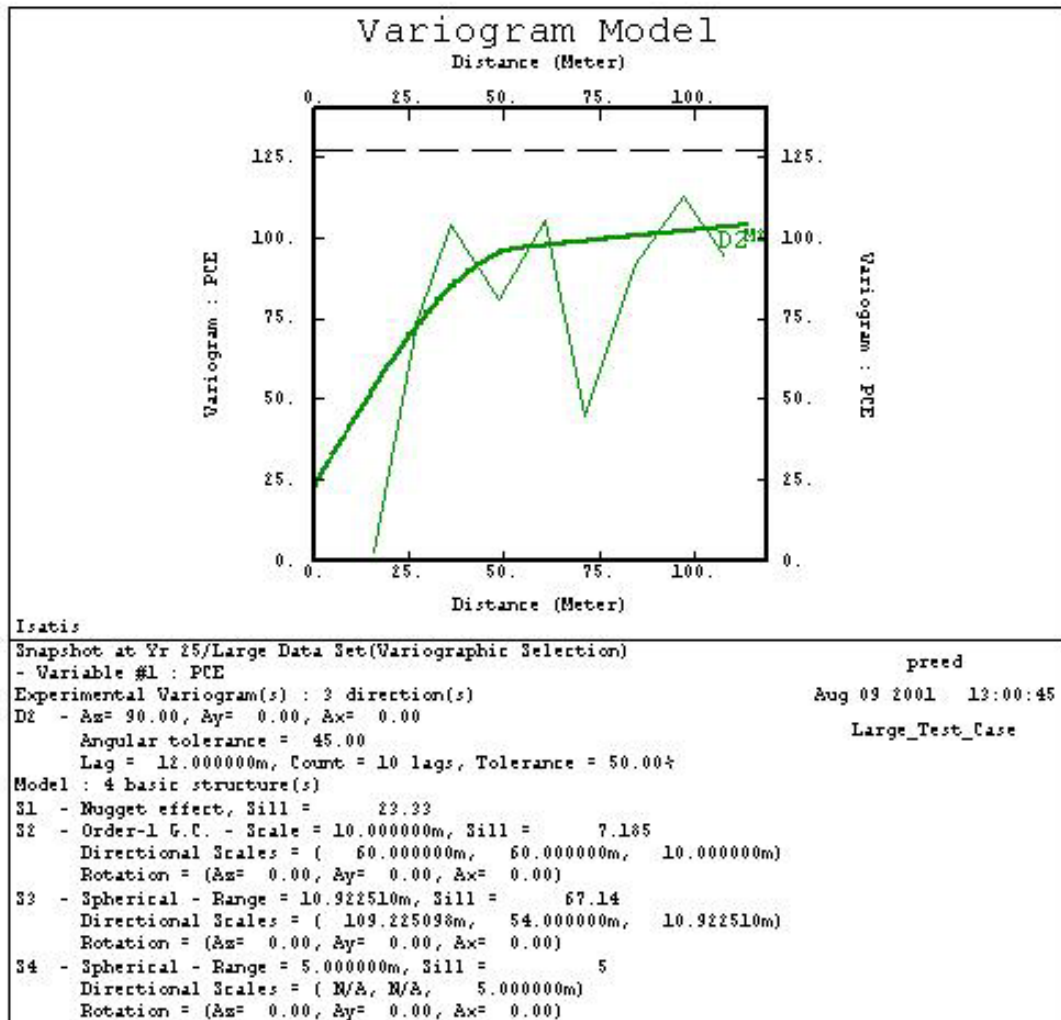 Variogram Model
Distance (Meter)
0. 25. 50. 75. 100.
125. 125.
100. 100.
75. 75.
50. 50.
25. 25.
0. 0.
Variogram : PCE
Variogram : PCE
D2
0. 25. 50. 75. 100.
Distance (Meter)
Isatis
Snapshot at Yr 25/Large Data Set(Variographic Selection)
- Variable #1 : PCE
Experimental Variogram(s) : 3 direction(s)
D2 - Az= 90.00, Ay= 0.00, Ax= 0.00
Angular tolerance = 45.00
Lag = 12.000000m, Count = 10 lags, Tolerance = 50.00%
Model : 4 basic structure(s)
S1 - Nugget effect, Sill = 23.33
S2 - Order-1 G.C. - Scale = 10.000000m, Sill = 7.185
Directional Scales = ( 60.000000m, 60.000000m, 10.000000m)
Rotation = (Az= 0.00, Ay= 0.00, Ax= 0.00)
S3 - Spherical - Range = 10.922510m, Sill = 67.14
Directional Scales = ( 109.225098m, 54.000000m, 10.922510m)
Rotation = (Az= 0.00, Ay= 0.00, Ax= 0.00)
S4 - Spherical - Range = 5.000000m, Sill = 5
Directional Scales = ( N/A, N/A, 5.000000m)
Rotation = (Az= 0.00, Ay= 0.00, Ax= 0.00)
preed
Aug 09 2001 13:00:45
Large_Test_Case